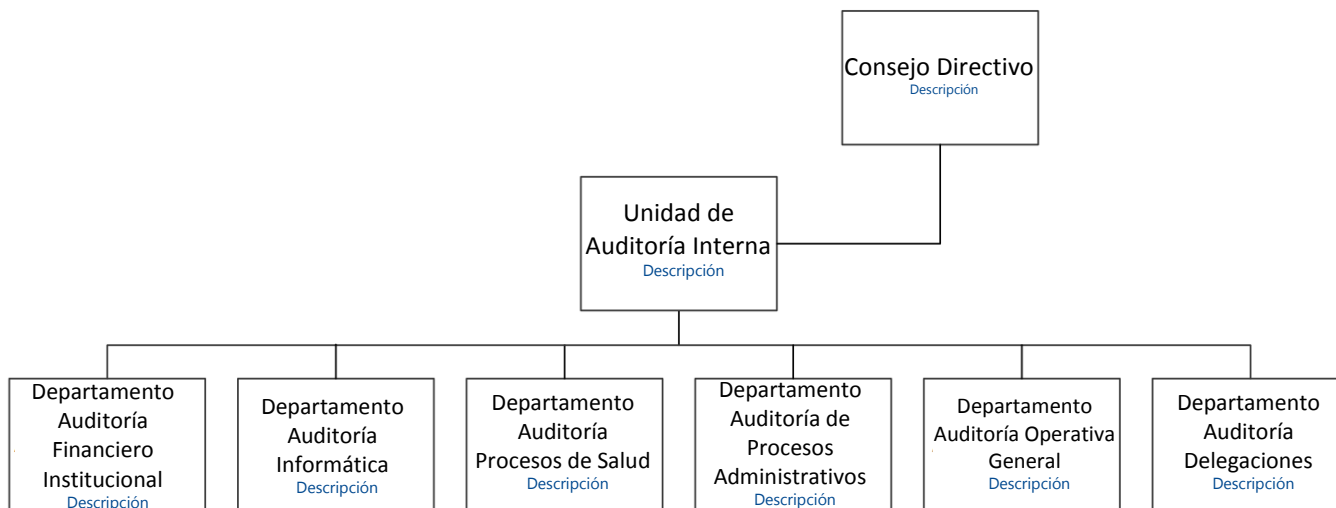 Consejo Directivo
Descripción
Unidad de
Auditoría Interna
Descripción
Departamento
Auditoría
Financiero
Institucional
Descripción
Departamento
Auditoría
Informática
Descripción
Departamento
Auditoría
Procesos de Salud
Descripción
Departamento
Auditoría de
Procesos
Administrativos
Descripción
Departamento
Auditoría Operativa
General
Descripción
Departamento
Auditoría
Delegaciones
Descripción